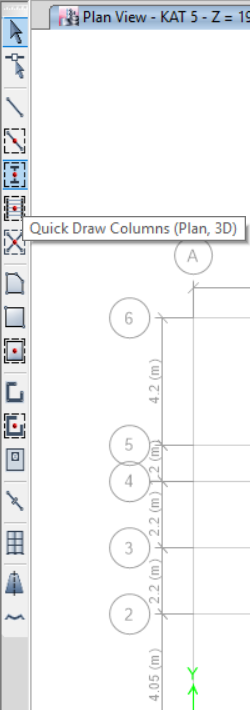 Plan View - KAT 5 - Z = 19
Quick Draw Columns (Plan, 3D)
A
6
4.2 (m)
5
2 (m)
4
2.2 (m)
3
2.2 (m)
2
4.05 (m)
Y